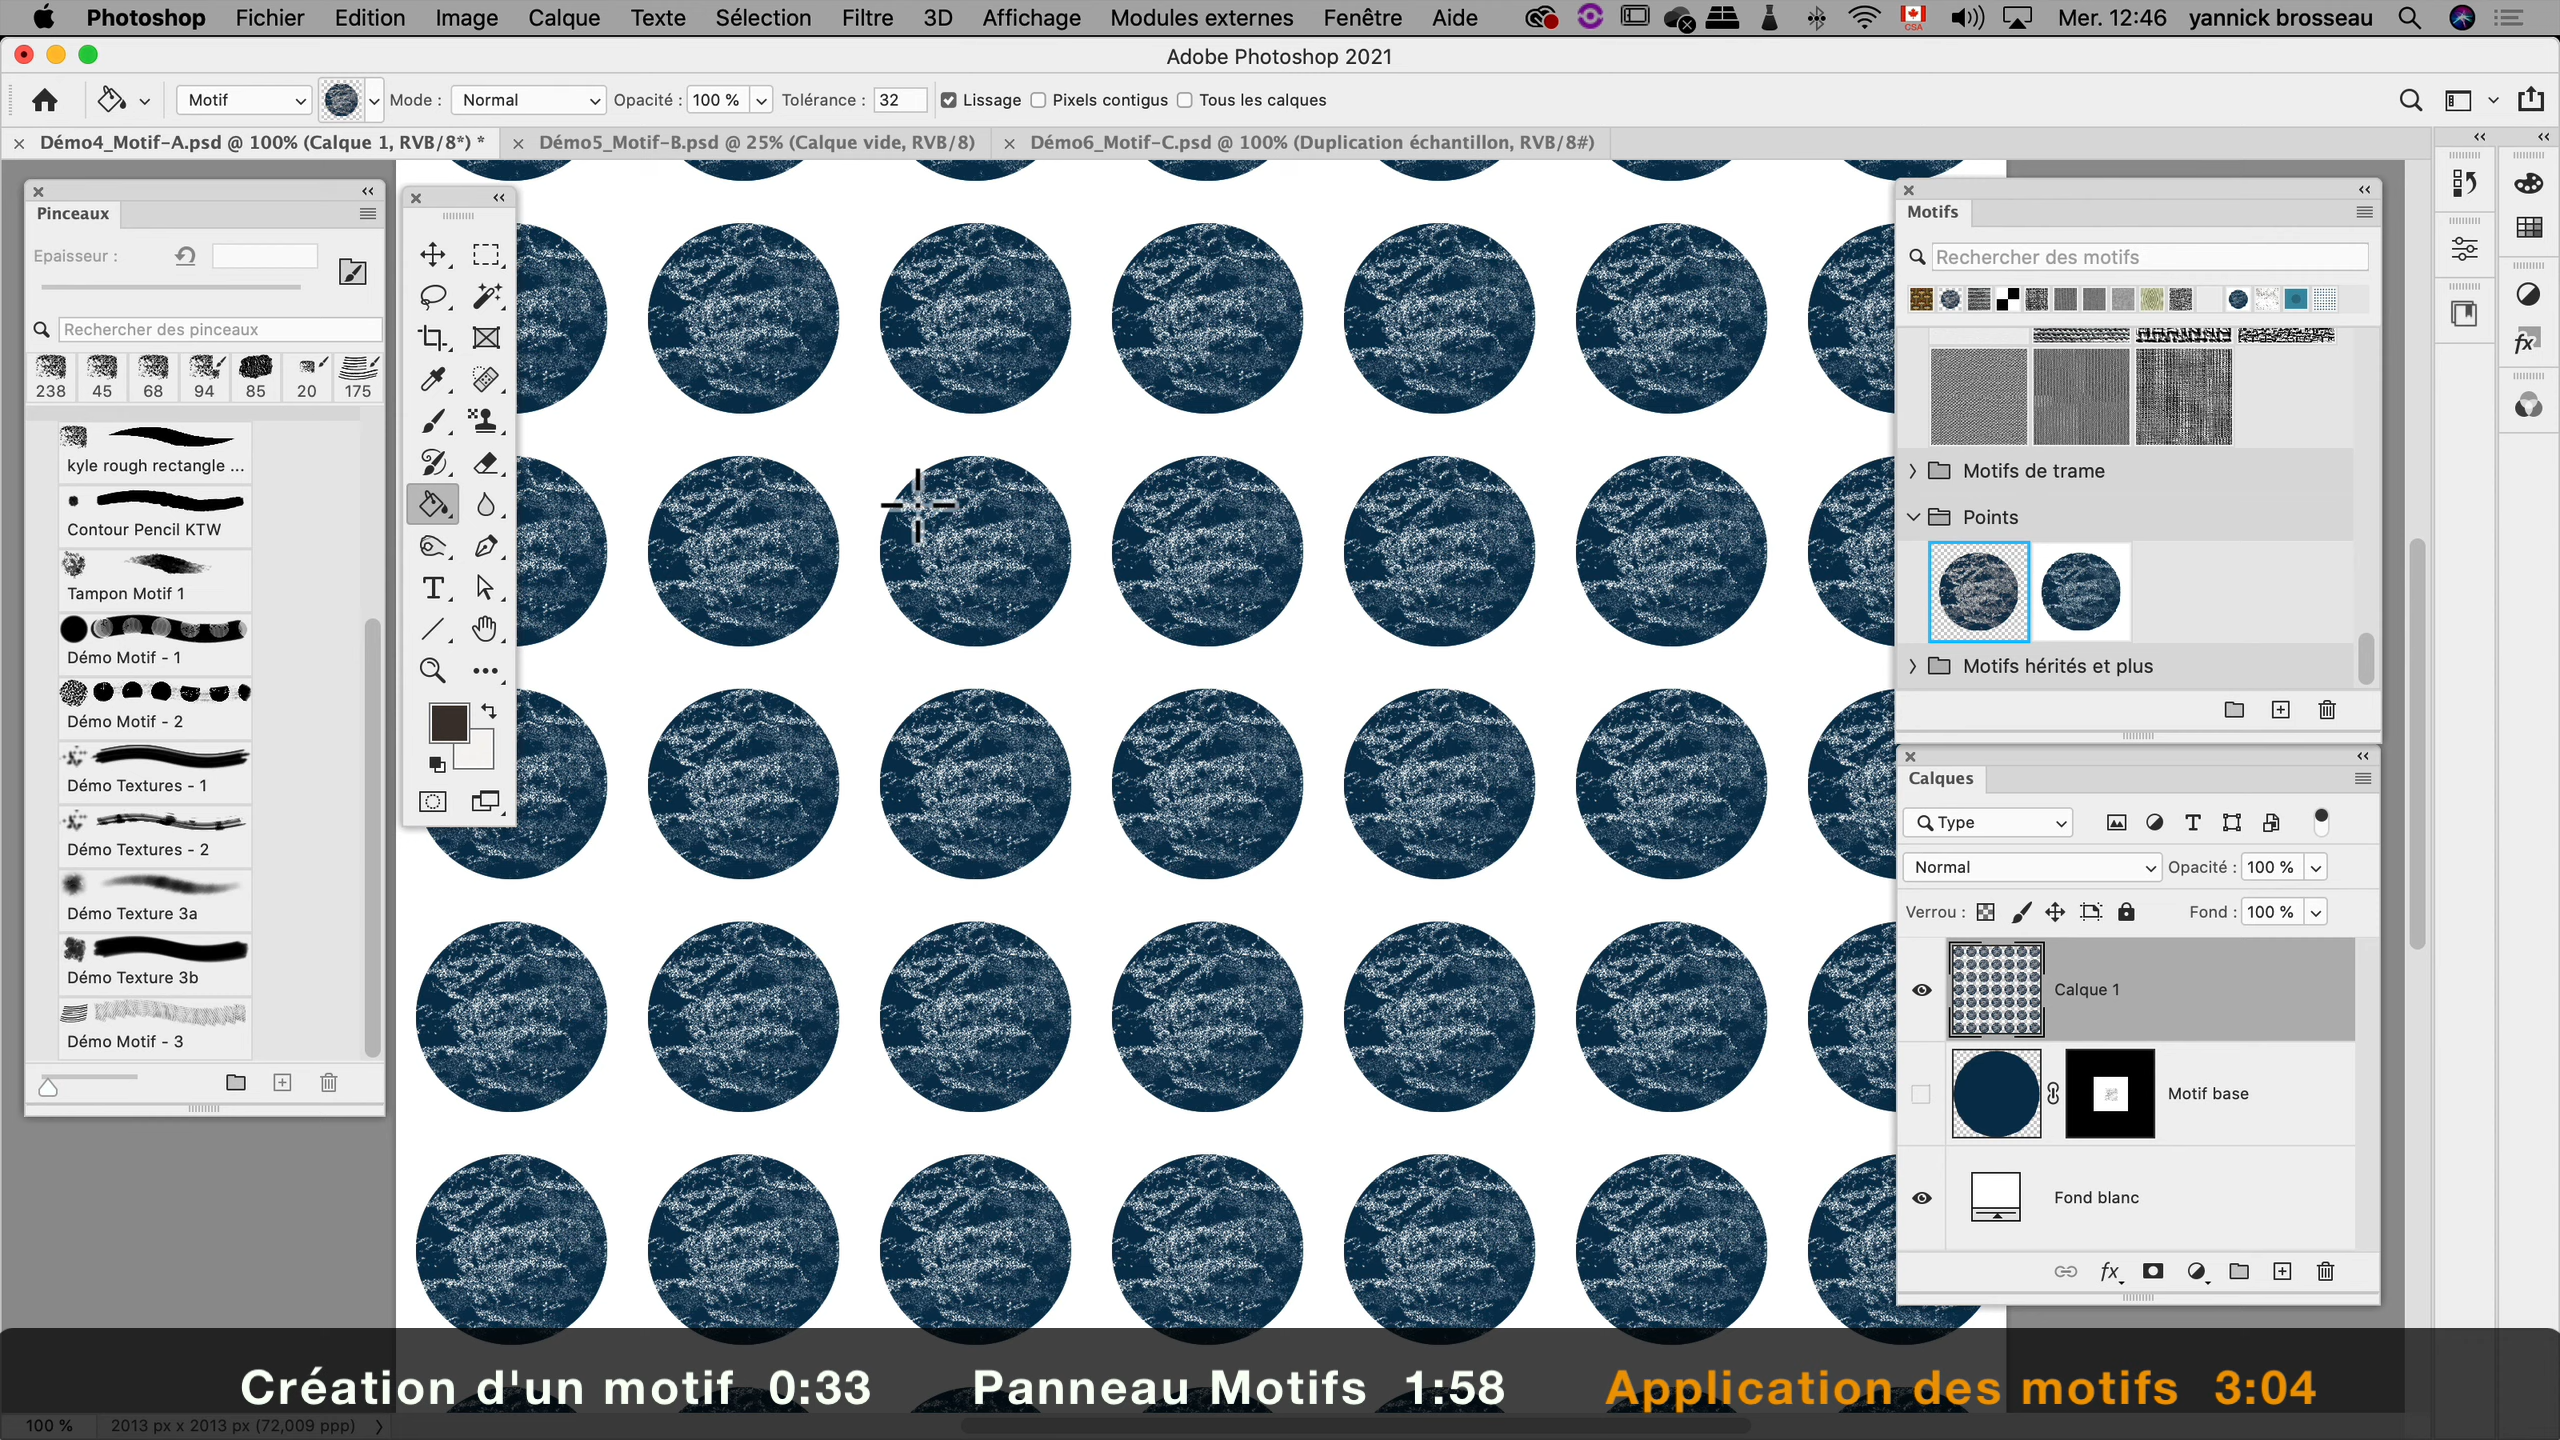 Photoshop Fichier Edition Image Calque Texte Sélection Filtre 3D Affichage Modules externes Fenêtre Aide CSA Mer. 12:46 yannick brosseau
Adobe Photoshop 2021
Motif Mode : Normal Opacité : 100 % Tolérance : 32 Lissage Pixels contigus Tous les calques
Démo4_Motif-A.psd @ 100% (Calque 1, RVB/8*) * Démo5_Motif-B.psd @ 25% (Calque vide, RVB/8) Démo6_Motif-C.psd @ 100% (Duplication échantillon, RVB/8#)
Pinceaux
Epaisseur :
Rechercher des pinceaux
238 45 68 94 85 20 175
kyle rough rectangle ...
Contour Pencil KTW
Tampon Motif 1
Démo Motif - 1
Démo Motif - 2
Démo Textures - 1
Démo Textures - 2
Démo Texture 3a
Démo Texture 3b
Démo Motif - 3
Motifs
Rechercher des motifs
Motifs de trame
Points
Motifs hérités et plus
Calques
Type
Normal Opacité : 100 %
Verrou : Fond : 100 %
Calque 1
Motif base
Fond blanc
Création d'un motif 0:33 Panneau Motifs 1:58 Application des motifs 3:04
100 % 2013 px x 2013 px (72,009 ppp)